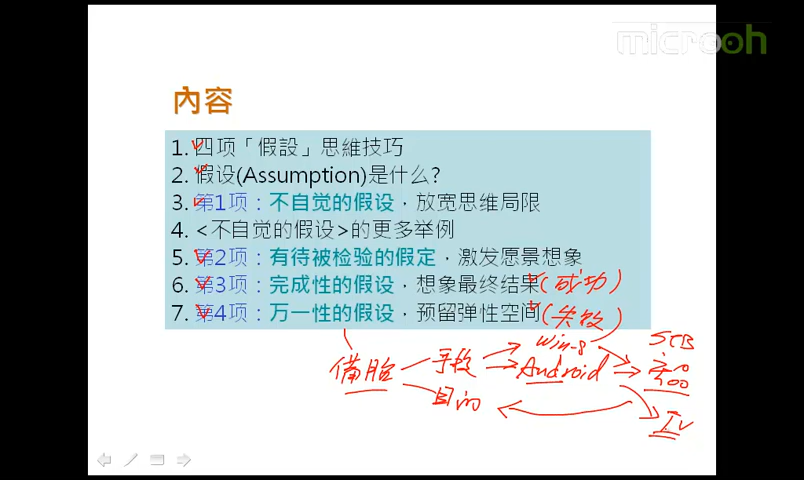 microoh
內容
1. 四项「假設」思維技巧
2. 假设(Assumption)是什么?
3. 第1项：不自觉的假设，放宽思维局限
4. <不自觉的假设>的更多举例
5. 第2项：有待被检验的假定，激发愿景想象
6. 第3项：完成性的假设，想象最终结果(成功)
7. 第4项：万一性的假设，预留弹性空间(失敗)
Win-8
STB
備胎
手段
Android
目的
TV